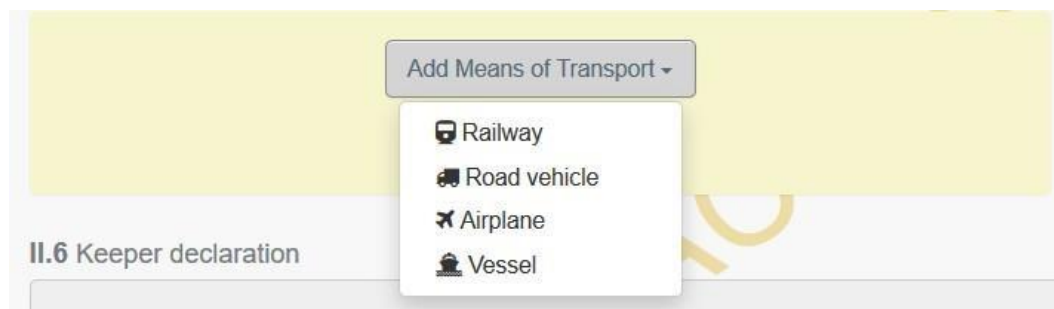 Add Means of Transport
Railway
Road vehicle
Airplane
Vessel
II.6 Keeper declaration